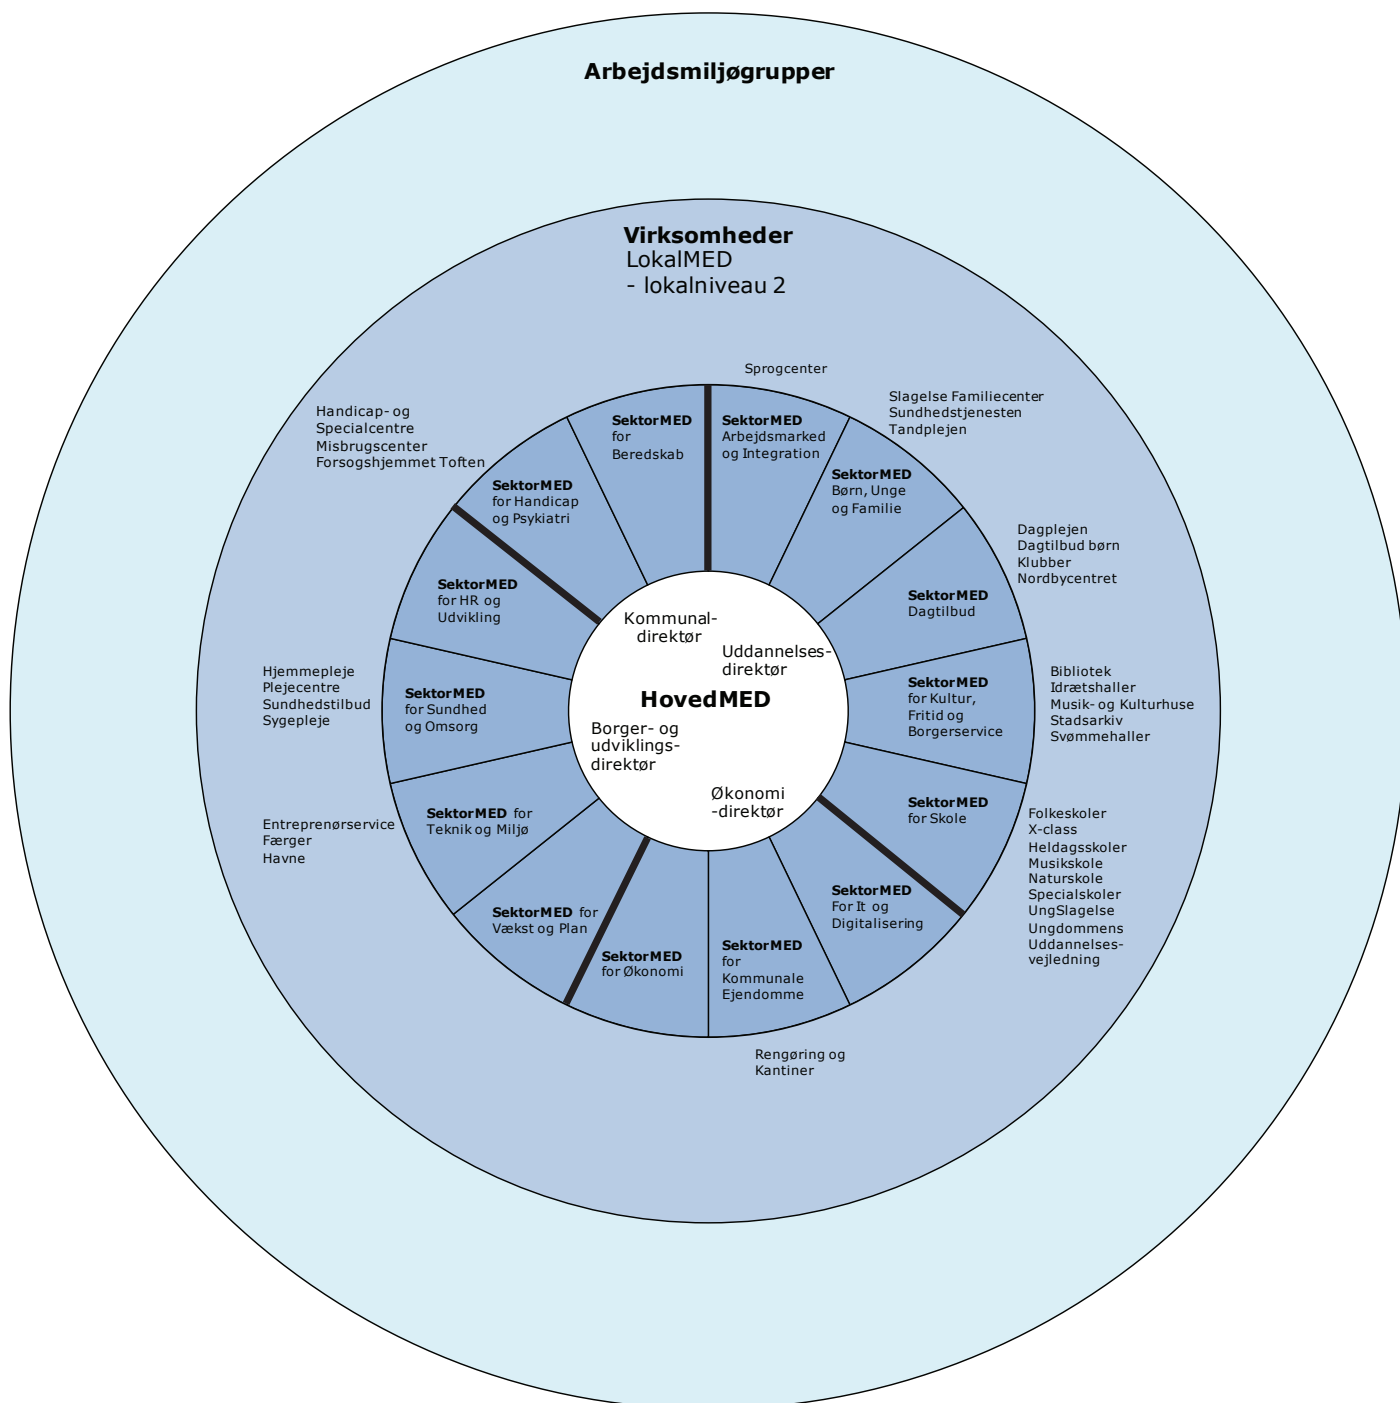 Arbejdsmiljøgrupper
Virksomheder
LokalMED
- lokalniveau 2
Sprogcenter
Slagelse Familiecenter
Sundhedstjenesten
Tandplejen
Handicap- og
Specialcentre
Misbrugscenter
Forsogshjemmet Toften
SektorMED
for
Beredskab
SektorMED
Arbejdsmarked
og Integration
SektorMED
Børn, Unge
og Familie
SektorMED
for Handicap
og Psykiatri
Dagplejen
Dagtilbud børn
Klubber
Nordbycentret
SektorMED
for HR og
Udvikling
SektorMED
Dagtilbud
Kommunal-
direktør
Uddannelses-
direktør
HovedMED
Borger- og
udviklings-
direktør
Økonomi
-direktør
Hjemmepleje
Plejecentre
Sundhedstilbud
Sygepleje
SektorMED
for Sundhed
og Omsorg
SektorMED
for Kultur,
Fritid og
Borgerservice
Bibliotek
Idrætshaller
Musik- og Kulturhuse
Stadsarkiv
Svømmehaller
Entreprenørservice
Færger
Havne
SektorMED for
Teknik og Miljø
SektorMED
for Skole
Folkeskoler
X-class
Heldagsskoler
Musikskole
Naturskole
Specialskoler
UngSlagelse
Ungdommens
Uddannelses-
vejledning
SektorMED for
Vækst og Plan
SektorMED
for Økonomi
SektorMED
for
Kommunale
Ejendomme
SektorMED
For It og
Digitalisering
Rengøring og
Kantiner